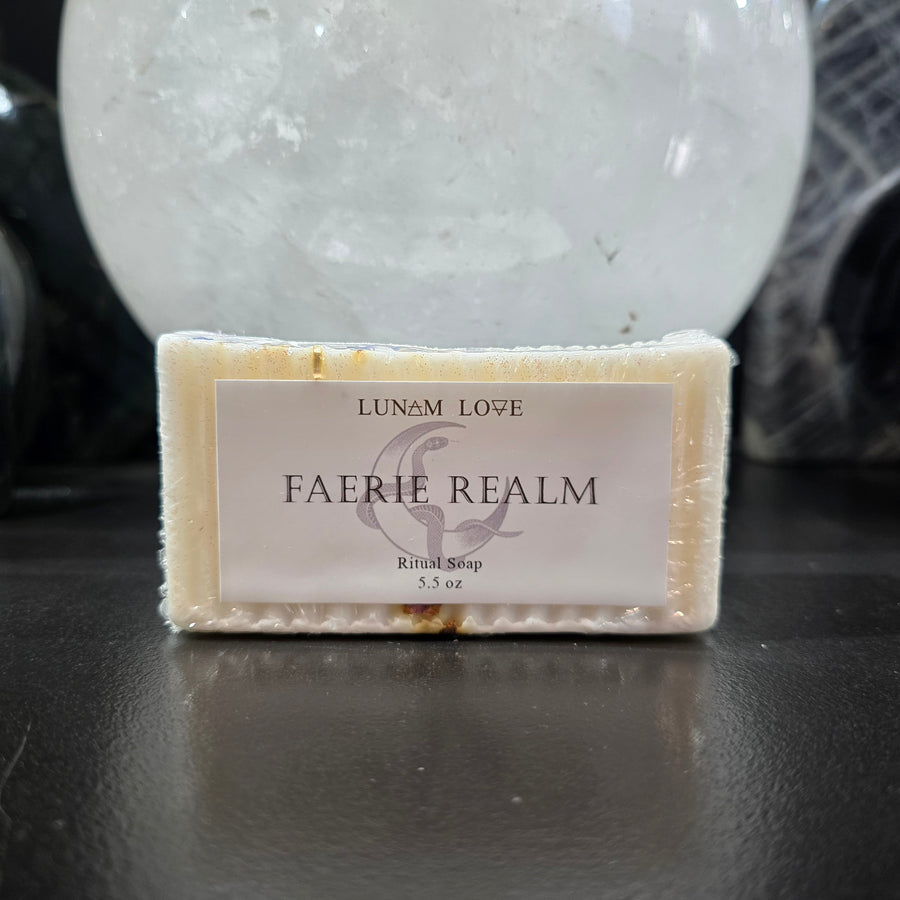 LUNAM LOVE
FAERIE REALM
Ritual Soap
5.5 oz